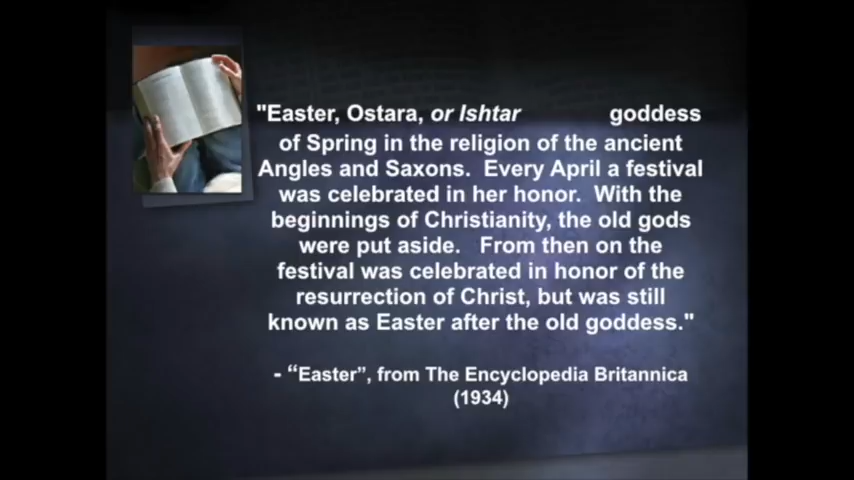 "Easter, Ostara, or Ishtar goddess
of Spring in the religion of the ancient
Angles and Saxons. Every April a festival
was celebrated in her honor. With the
beginnings of Christianity, the old gods
were put aside. From then on the
festival was celebrated in honor of the
resurrection of Christ, but was still
known as Easter after the old goddess."
- “Easter”, from The Encyclopedia Britannica
(1934)